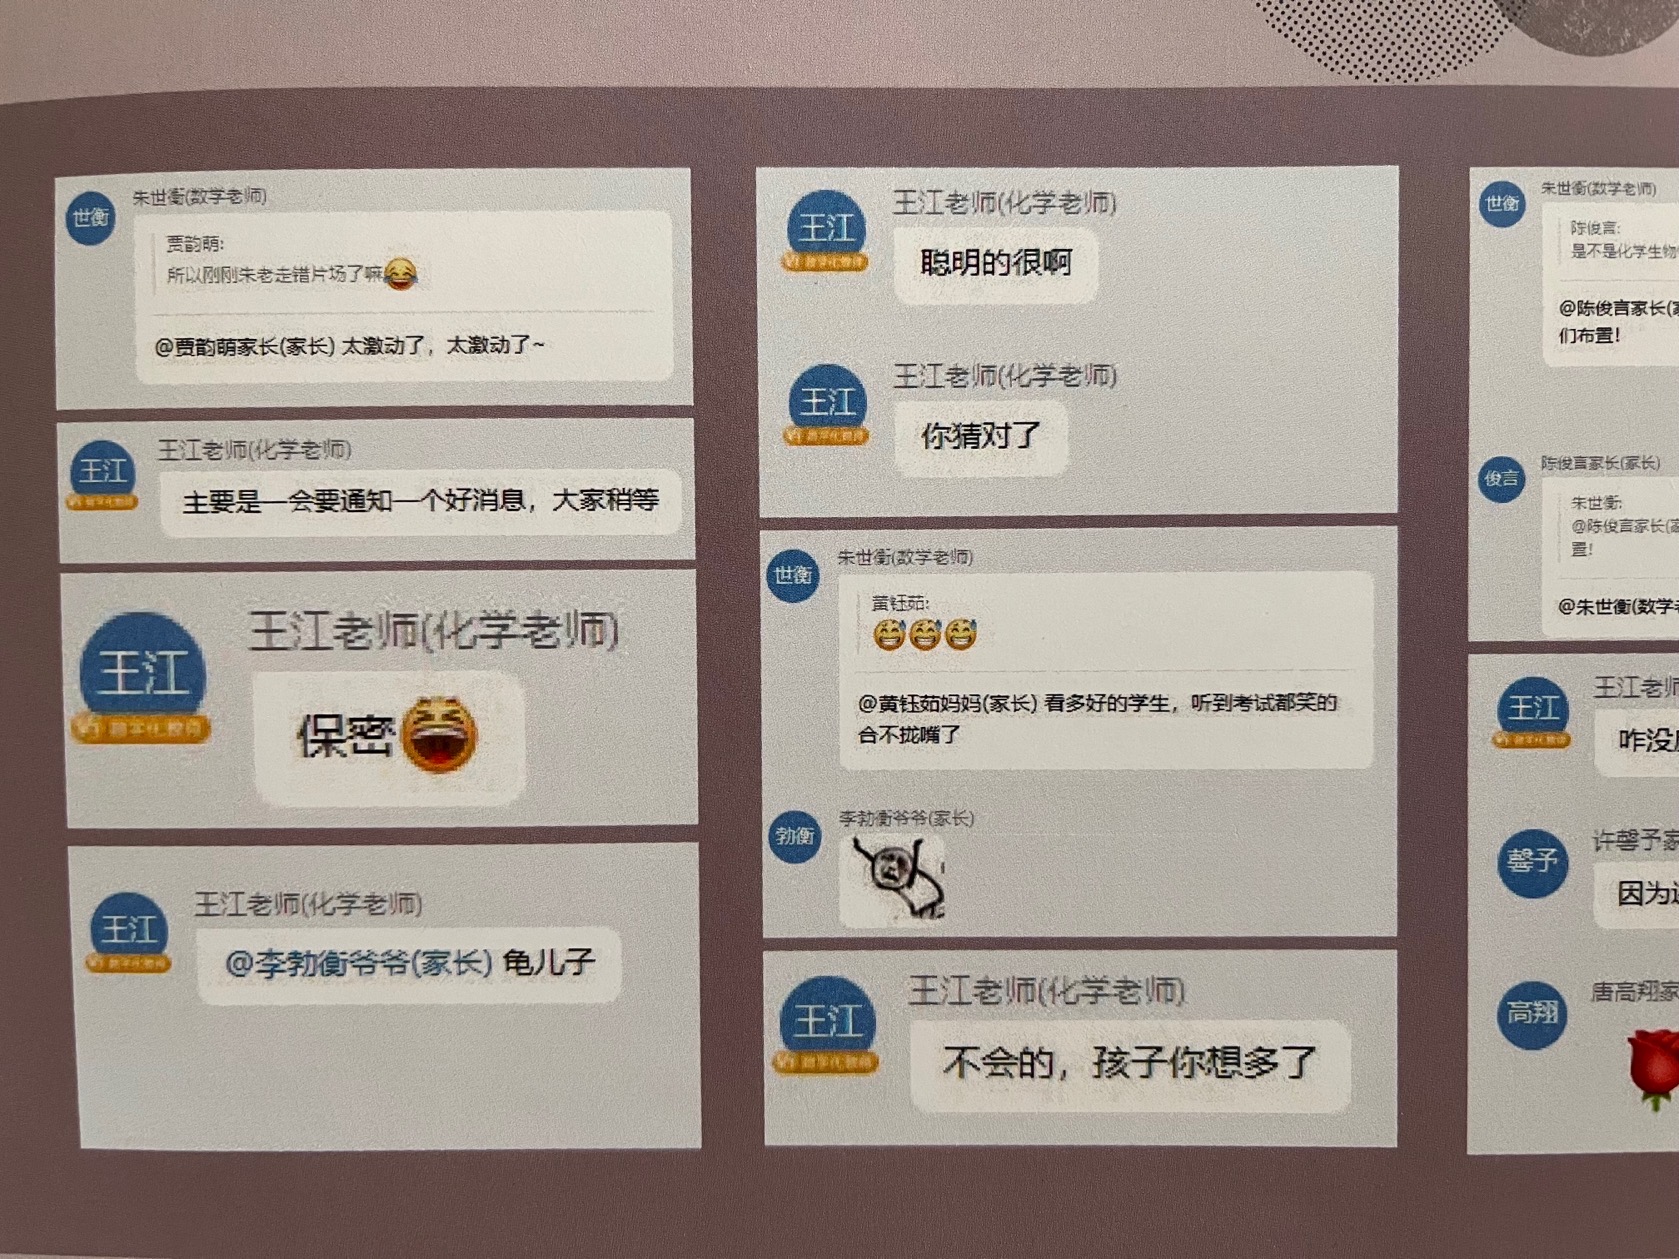 世衡
朱世衡(数学老师)
贾韵萌:
所以刚刚朱老走错片场了嘛
@贾韵萌家长(家长) 太激动了，太激动了~
王江
王江老师(化学老师)
主要是一会要通知一个好消息，大家稍等
王江
王江老师(化学老师)
保密
王江
王江老师(化学老师)
@李勃衡爷爷(家长) 龟儿子
王江
王江老师(化学老师)
聪明的很啊
王江
王江老师(化学老师)
你猜对了
世衡
朱世衡(数学老师)
黄钰茹:
@黄钰茹妈妈(家长) 看多好的学生，听到考试都笑的
合不拢嘴了
勃衡
李勃衡爷爷(家长)
王江
王江老师(化学老师)
不会的，孩子你想多了
世衡
朱世衡(数学老师)
陈俊言:
是不是化学生物
@陈俊言家长(家
们布置!
俊言
陈俊言家长(家长)
朱世衡:
@陈俊言家长(家
置!
@朱世衡(数学老
王江
王江老师
咋没
馨予
许馨予家
因为
高翔
唐高翔家